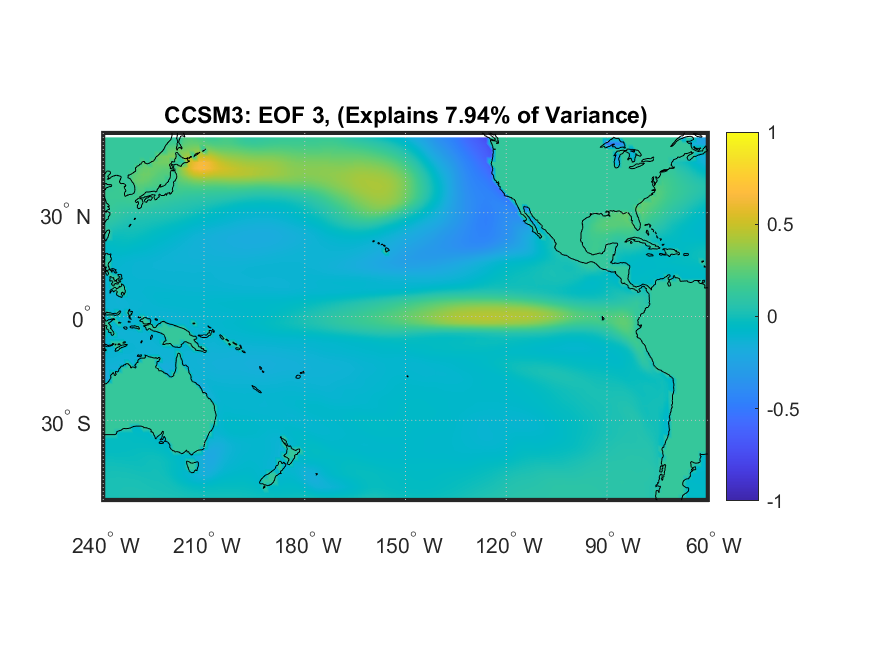 CCSM3: EOF 3, (Explains 7.94% of Variance)
1
0.5
0
-0.5
-1
30° N
0°
30° S
240° W 210° W 180° W 150° W 120° W 90° W 60° W